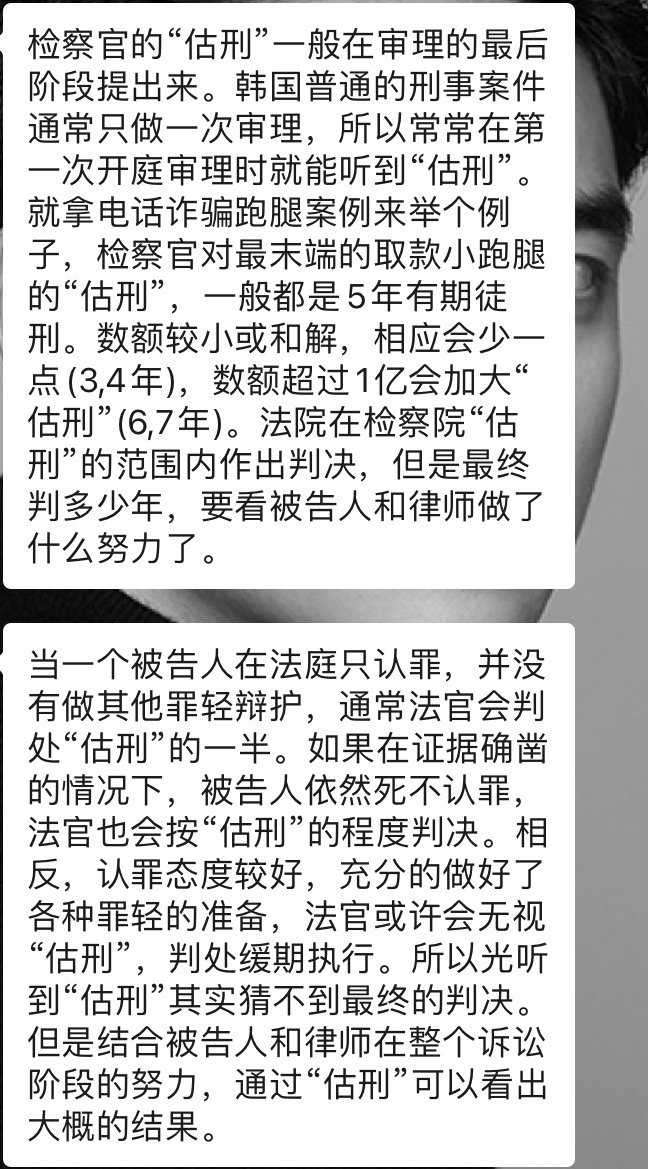 检察官的“估刑”一般在审理的最后
阶段提出来。韩国普通的刑事案件
通常只做一次审理，所以常常在第
一次开庭审理时就能听到“估刑”。
就拿电话诈骗跑腿案例来举个例
子，检察官对最末端的取款小跑腿
的“估刑”，一般都是5年有期徒
刑。数额较小或和解，相应会少一
点(3,4年)，数额超过1亿会加大“
估刑”(6,7年)。法院在检察院“估
刑”的范围内作出判决，但是最终
判多少年，要看被告人和律师做了
什么努力了。
当一个被告人在法庭只认罪，并没
有做其他罪轻辩护，通常法官会判
处“估刑”的一半。如果在证据确凿
的情况下，被告人依然死不认罪，
法官也会按“估刑”的程度判决。相
反，认罪态度较好，充分的做好了
各种罪轻的准备，法官或许会无视
“估刑”，判处缓期执行。所以光听
到“估刑”其实猜不到最终的判决。
但是结合被告人和律师在整个诉讼
阶段的努力，通过“估刑”可以看出
大概的结果。